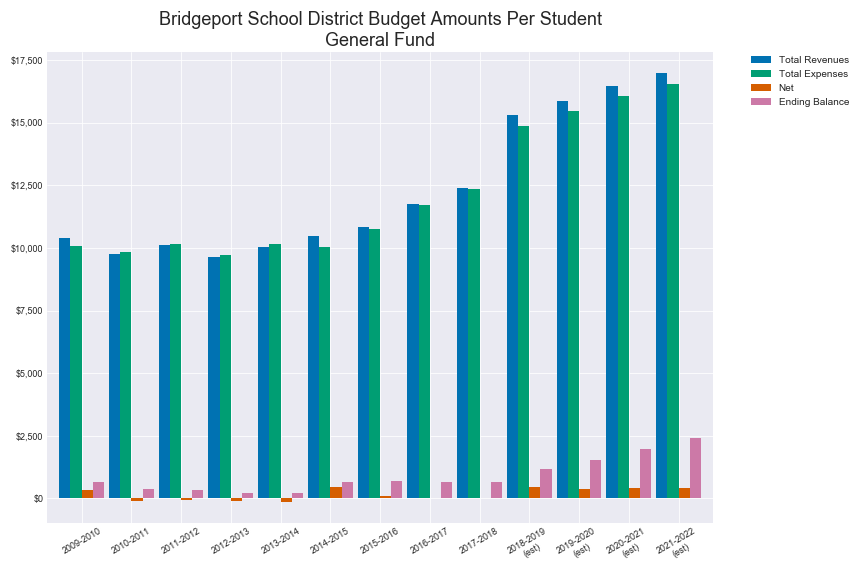 Bridgeport School District Budget Amounts Per Student
General Fund
$17,500
$15,000
$12,500
$10,000
$7,500
$5,000
$2,500
$0
2009-2010
2010-2011
2011-2012
2012-2013
2013-2014
2014-2015
2015-2016
2016-2017
2017-2018
2018-2019
(est)
2019-2020
(est)
2020-2021
(est)
2021-2022
(est)
Total Revenues
Total Expenses
Net
Ending Balance